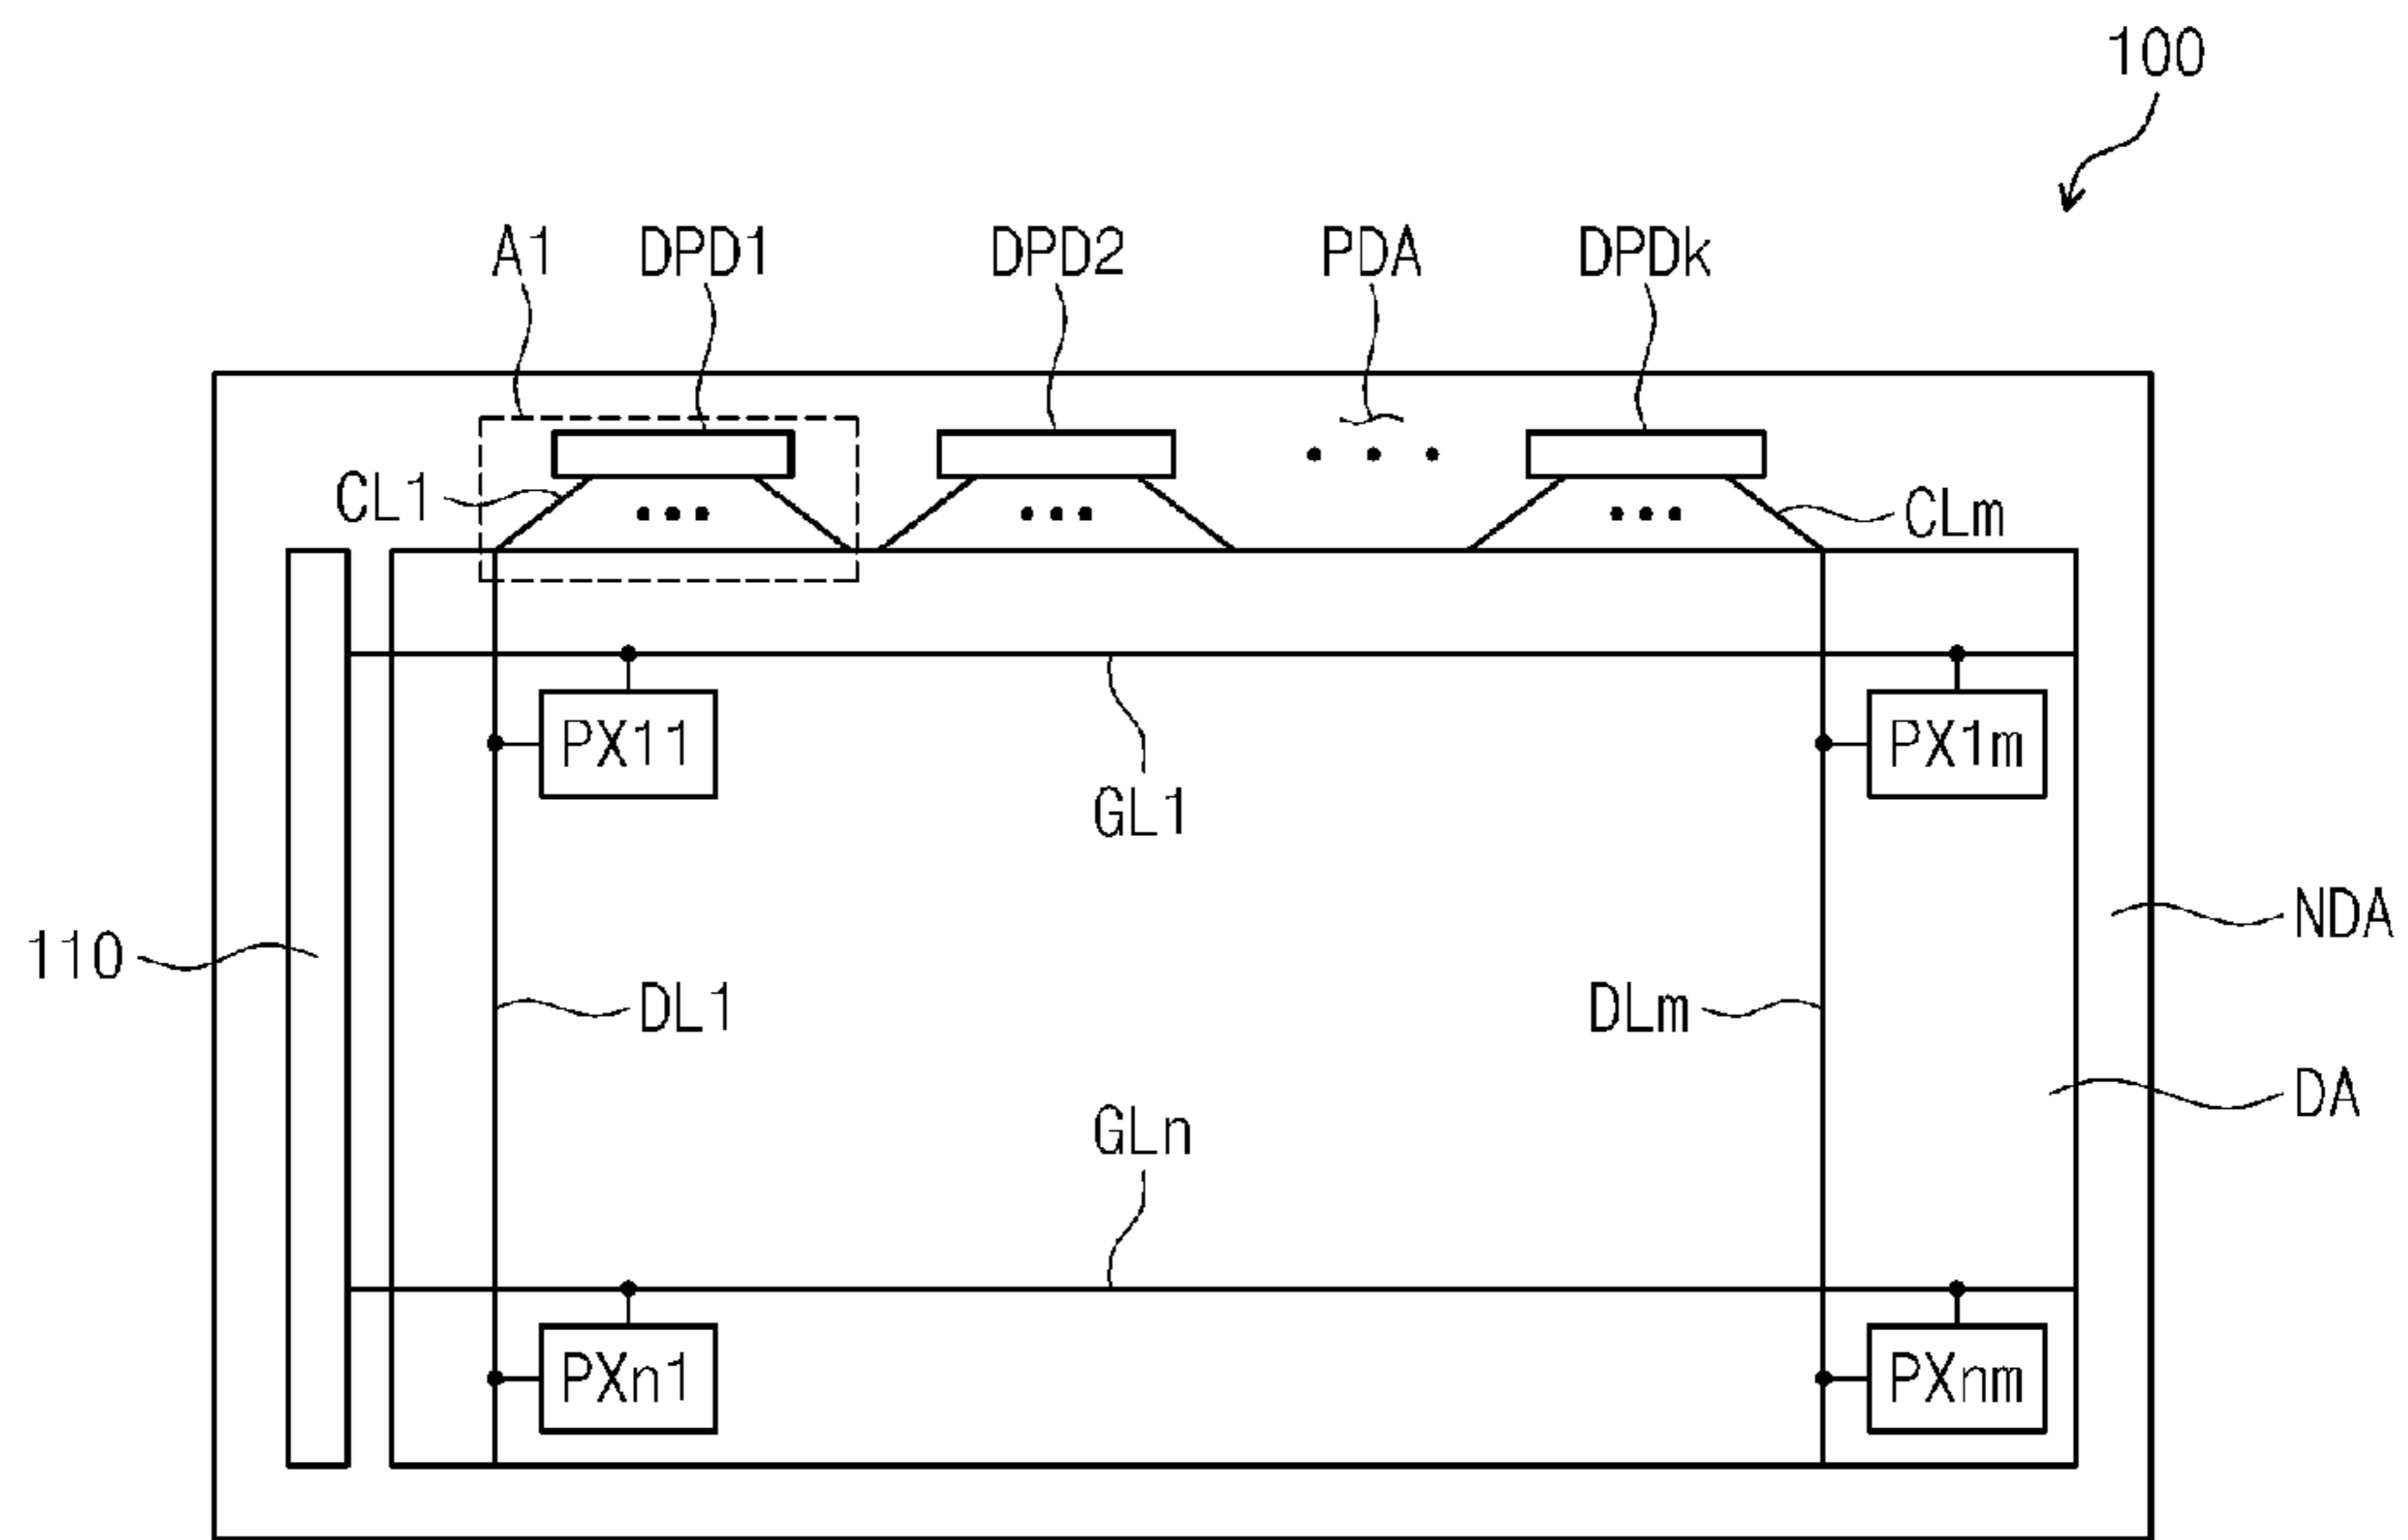 100
A1 DPD1 DPD2 PDA DPDk
CL1 CLm
PX11 PX1m
GL1
NDA
110
DL1 DLm
DA
GLn
PXn1 PXnm